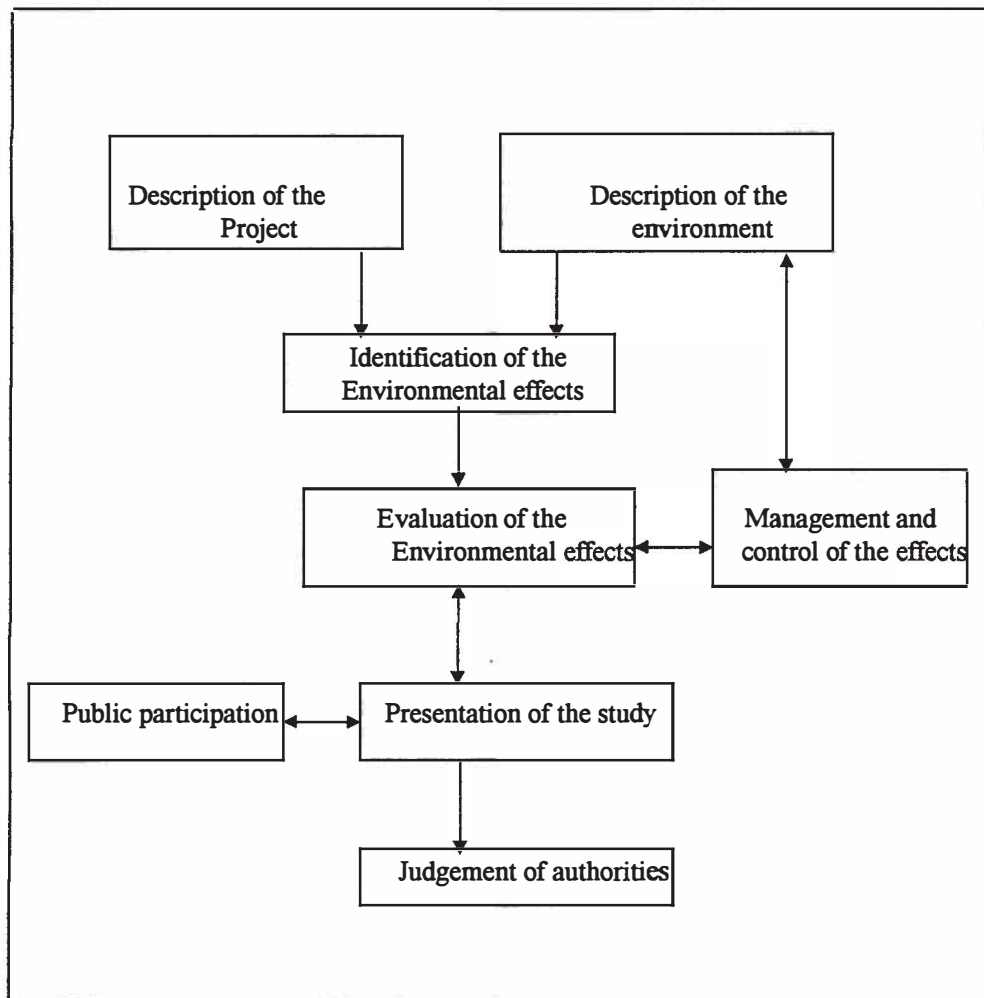 Description of the
Project
Description of the
environment
Identification of the
Environmental effects
Evaluation of the
Environmental effects
Management and
control of the effects
Public participation
Presentation of the study
Judgement of authorities